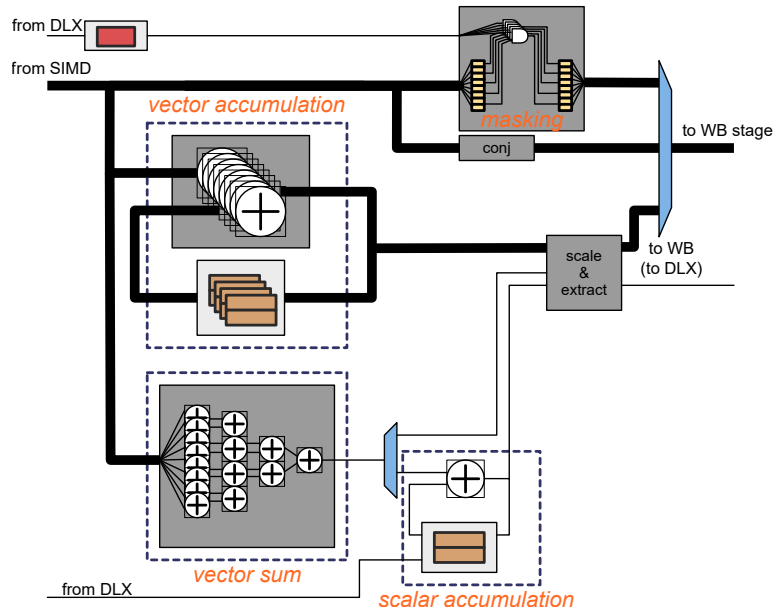 from DLX
from SIMD
vector accumulation
masking
to WB stage
conj
scale
&
extract
to WB
(to DLX)
from DLX
vector sum
scalar accumulation